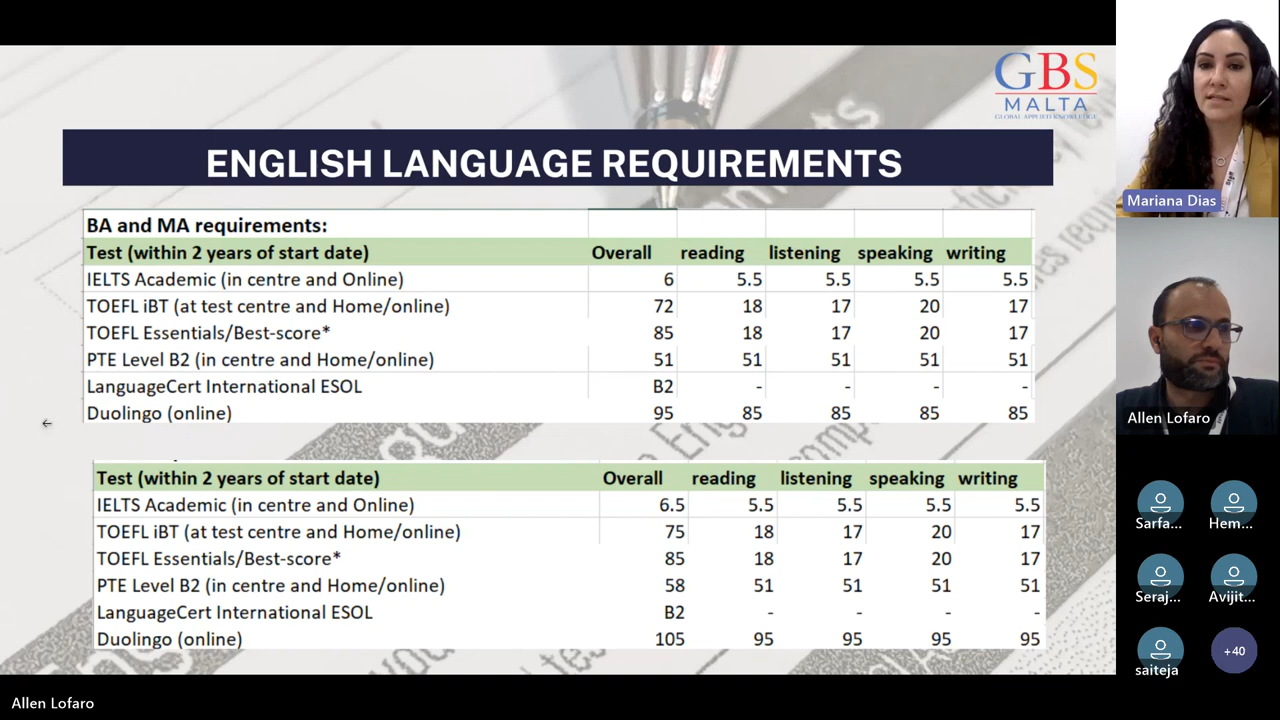 GBS
MALTA
GLOBAL APPLIED KNOWLEDGE
ENGLISH LANGUAGE REQUIREMENTS
BA and MA requirements:
Test (within 2 years of start date) Overall reading listening speaking writing
IELTS Academic (in centre and Online) 6 5.5 5.5 5.5 5.5
TOEFL iBT (at test centre and Home/online) 72 18 17 20 17
TOEFL Essentials/Best-score* 85 18 17 20 17
PTE Level B2 (in centre and Home/online) 51 51 51 51 51
LanguageCert International ESOL B2 - - - -
Duolingo (online) 95 85 85 85 85
Test (within 2 years of start date) Overall reading listening speaking writing
IELTS Academic (in centre and Online) 6.5 5.5 5.5 5.5 5.5
TOEFL iBT (at test centre and Home/online) 75 18 17 20 17
TOEFL Essentials/Best-score* 85 18 17 20 17
PTE Level B2 (in centre and Home/online) 58 51 51 51 51
LanguageCert International ESOL B2 - - - -
Duolingo (online) 105 95 95 95 95
Mariana Dias
Allen Lofaro
Sarfa... Hem...
Seraj... Avijit...
saiteja +40
Allen Lofaro